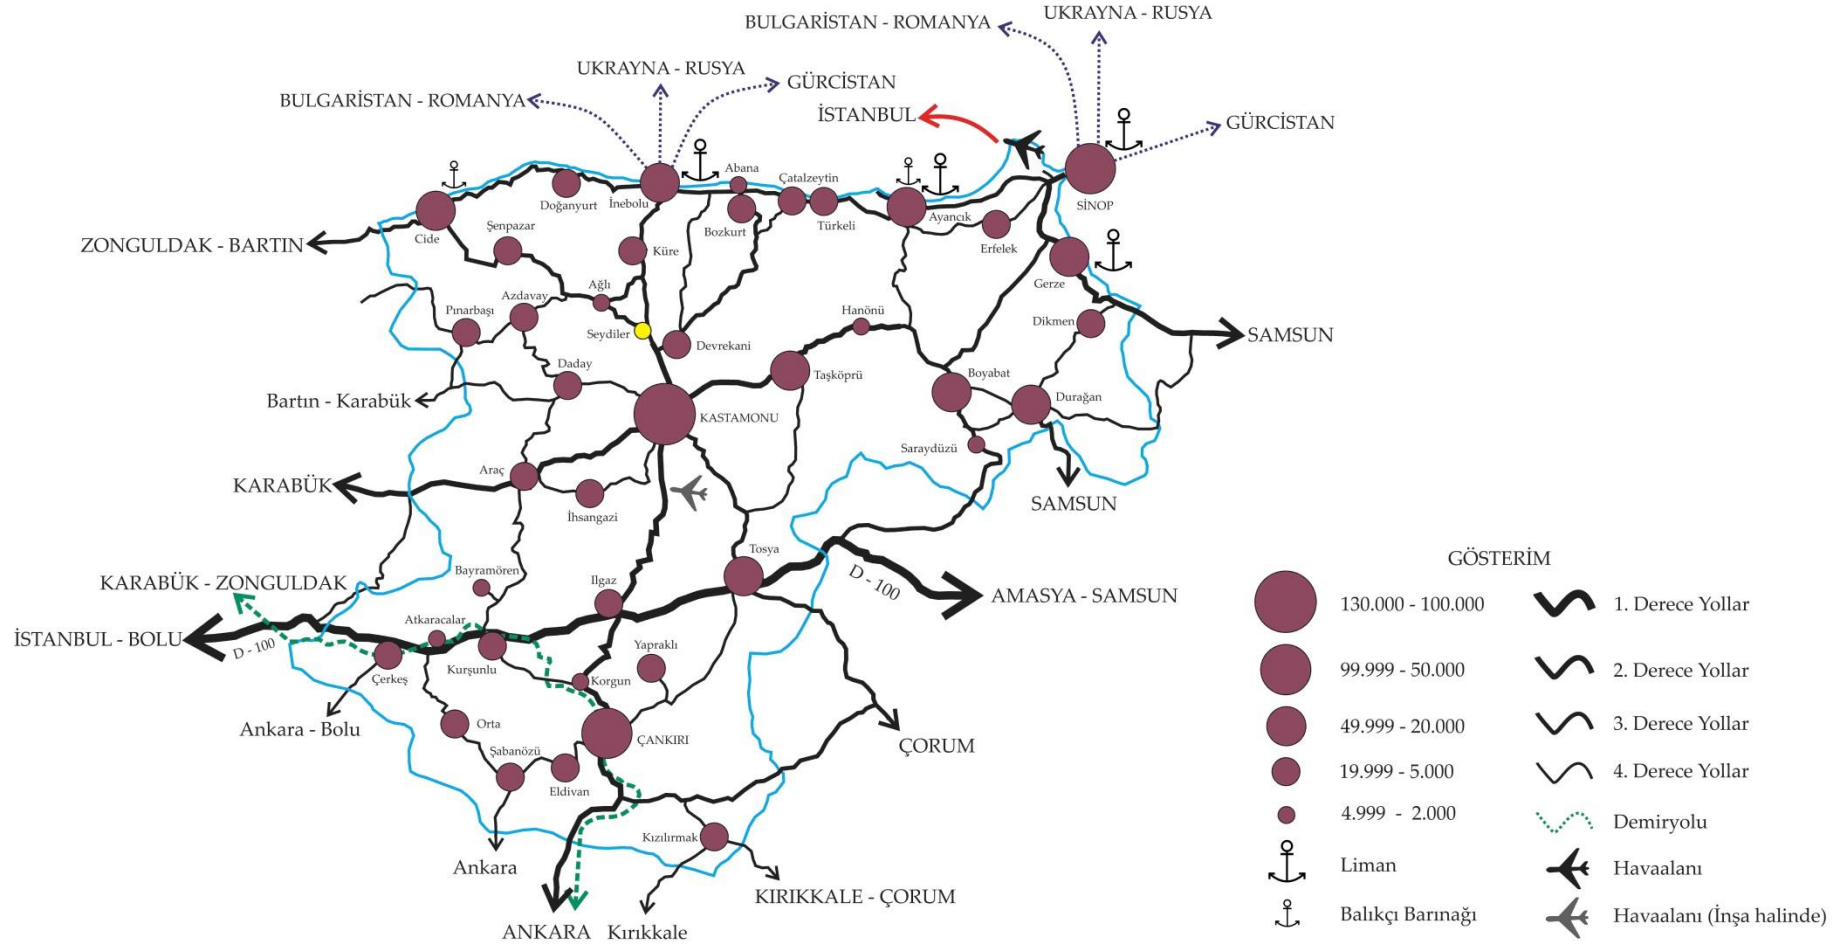 UKRAYNA - RUSYA
BULGARİSTAN - ROMANYA
UKRAYNA - RUSYA
GÜRCİSTAN
BULGARİSTAN - ROMANYA
İSTANBUL
GÜRCİSTAN
Abana
Çatalzeytin
Doğanyurt
İnebolu
SİNOP
Cide
Şenpazar
Bozkurt
Türkeli
Ayancık
Erfelek
ZONGULDAK - BARTIN
Küre
Gerze
Ağlı
Azdavay
Pınarbaşı
Hanönü
Dikmen
Seydiler
SAMSUN
Devrekani
Daday
Taşköprü
Boyabat
Bartın - Karabük
Durağan
KASTAMONU
Saraydüzü
Araç
KARABÜK
İhsangazi
SAMSUN
Tosya
GÖSTERİM
Bayramören
Ilgaz
D - 100
KARABÜK - ZONGULDAK
AMASYA - SAMSUN
130.000 - 100.000
1. Derece Yollar
Atkaracalar
İSTANBUL - BOLU
D - 100
Yapraklı
Kurşunlu
99.999 - 50.000
2. Derece Yollar
Çerkeş
Korgun
Ankara - Bolu
Orta
49.999 - 20.000
3. Derece Yollar
ÇANKIRI
ÇORUM
Şabanözü
19.999 - 5.000
4. Derece Yollar
Eldivan
4.999 - 2.000
Demiryolu
Kızılırmak
Ankara
Liman
Havaalanı
KIRIKKALE - ÇORUM
Balıkçı Barınağı
Havaalanı (İnşa halinde)
ANKARA
Kırıkkale